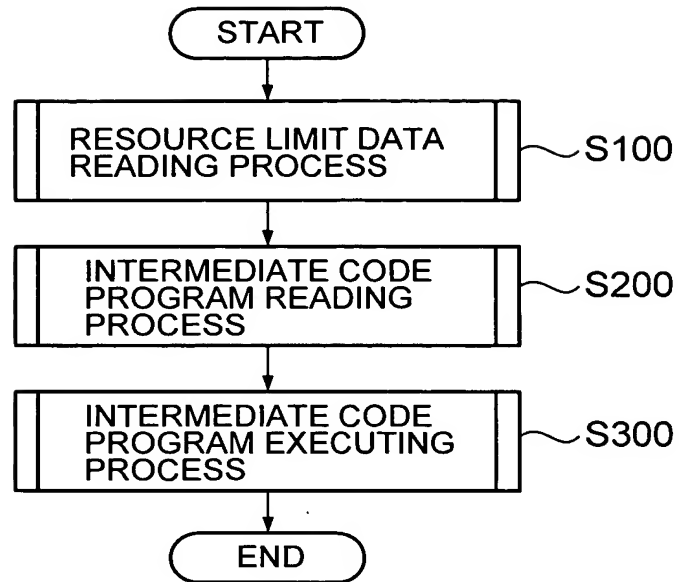 START
RESOURCE LIMIT DATA
READING PROCESS
S100
INTERMEDIATE CODE
PROGRAM READING
PROCESS
S200
INTERMEDIATE CODE
PROGRAM EXECUTING
PROCESS
S300
END